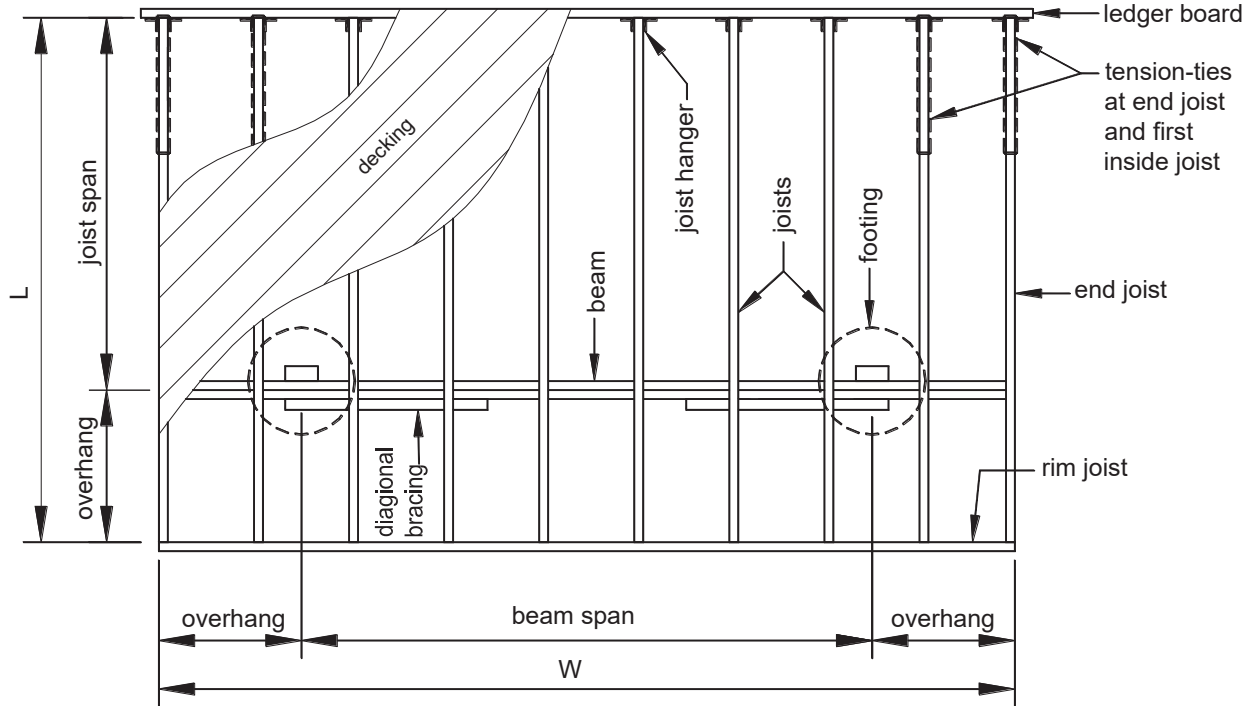 ledger board
tension-ties
at end joist
and first
inside joist
decking
joist hanger
joists
footing
joist span
L
beam
end joist
overhang
diagional
bracing
rim joist
overhang
beam span
overhang
W